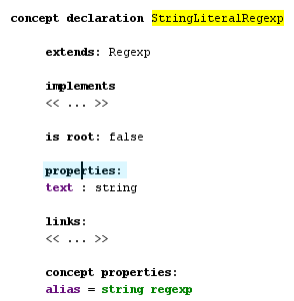 concept declaration StringLiteralRegexp
extends: Regexp
implements
<< ... >>
is root: false
properties:
text : string
links:
<< ... >>
concept properties:
alias = string regexp